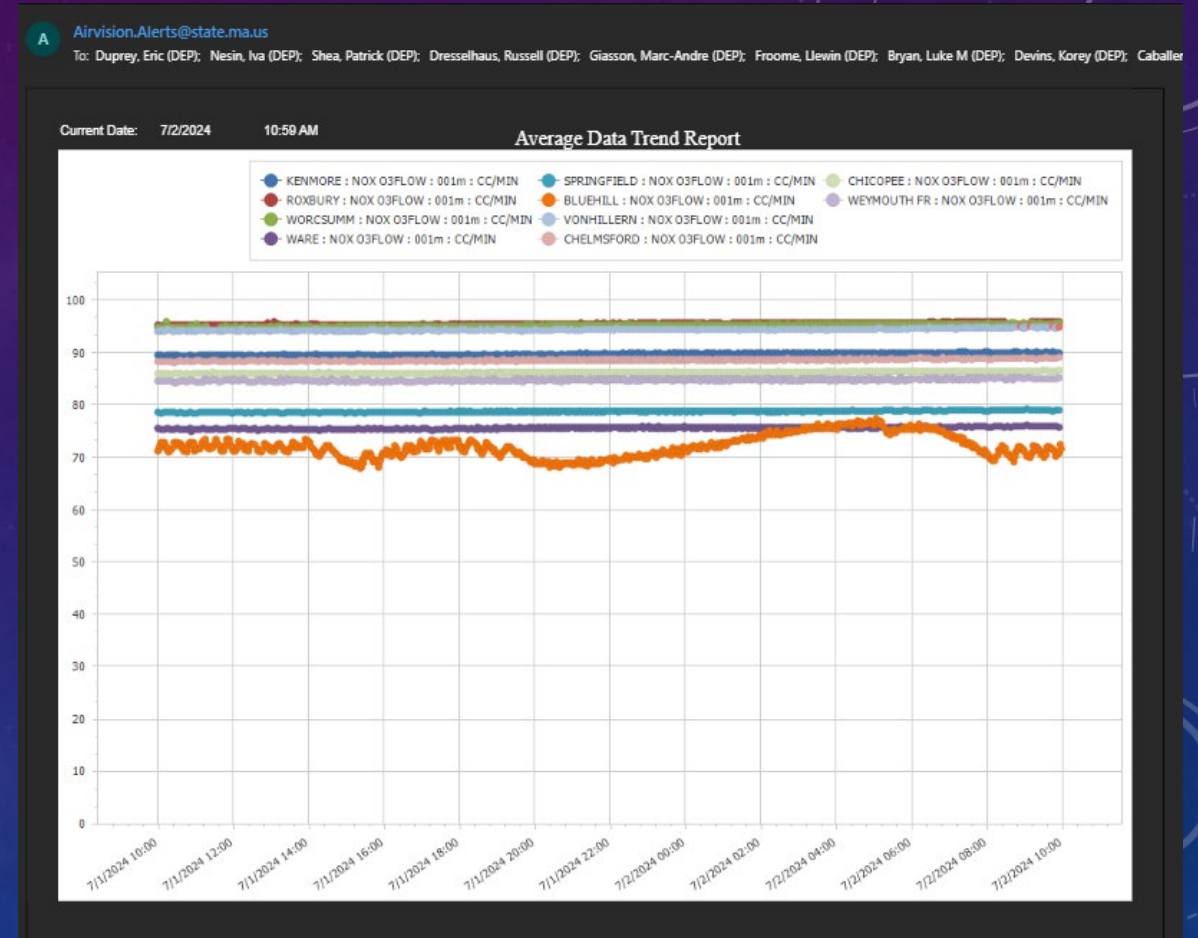 A
Airvision.Alerts@state.ma.us
To: Duprey, Eric (DEP); Nesin, Iva (DEP); Shea, Patrick (DEP); Dresselhaus, Russell (DEP); Giasson, Marc-Andre (DEP); Froome, Llewin (DEP); Bryan, Luke M (DEP); Devins, Korey (DEP); Caballer
Current Date: 7/2/2024 10:59 AM
Average Data Trend Report
KENMORE : NOX O3FLOW : 001m : CC/MIN SPRINGFIELD : NOX O3FLOW : 001m : CC/MIN CHICOPEE : NOX O3FLOW : 001m : CC/MIN
ROXBURY : NOX O3FLOW : 001m : CC/MIN BLUEHILL : NOX O3FLOW : 001m : CC/MIN WEYMOUTH FR : NOX O3FLOW : 001m : CC/MIN
WORCSUMM : NOX O3FLOW : 001m : CC/MIN VONHILLERN : NOX O3FLOW : 001m : CC/MIN
WARE : NOX O3FLOW : 001m : CC/MIN CHELMSFORD : NOX O3FLOW : 001m : CC/MIN
100
90
80
70
60
50
40
30
20
10
0
7/1/2024 10:00 7/1/2024 12:00 7/1/2024 14:00 7/1/2024 16:00 7/1/2024 18:00 7/1/2024 20:00 7/1/2024 22:00 7/2/2024 00:00 7/2/2024 02:00 7/2/2024 04:00 7/2/2024 06:00 7/2/2024 08:00 7/2/2024 10:00